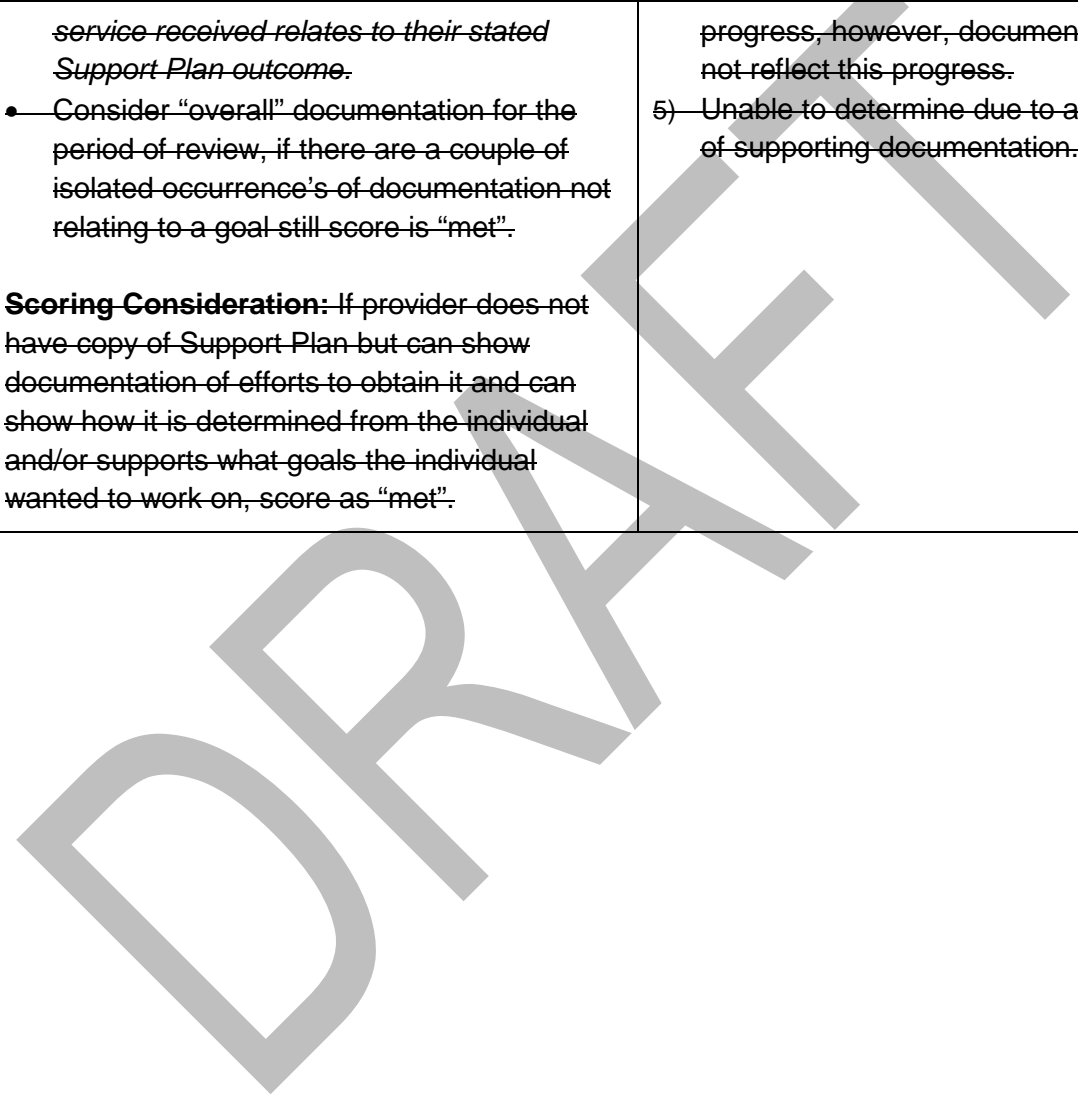 service received relates to their stated
Support Plan outcome.
• Consider “overall” documentation for the
period of review, if there are a couple of
isolated occurrence’s of documentation not
relating to a goal still score is “met”.
Scoring Consideration: If provider does not
have copy of Support Plan but can show
documentation of efforts to obtain it and can
show how it is determined from the individual
and/or supports what goals the individual
wanted to work on, score as “met”.
progress, however, documen
not reflect this progress.
5) Unable to determine due to a
of supporting documentation.
DRAFT